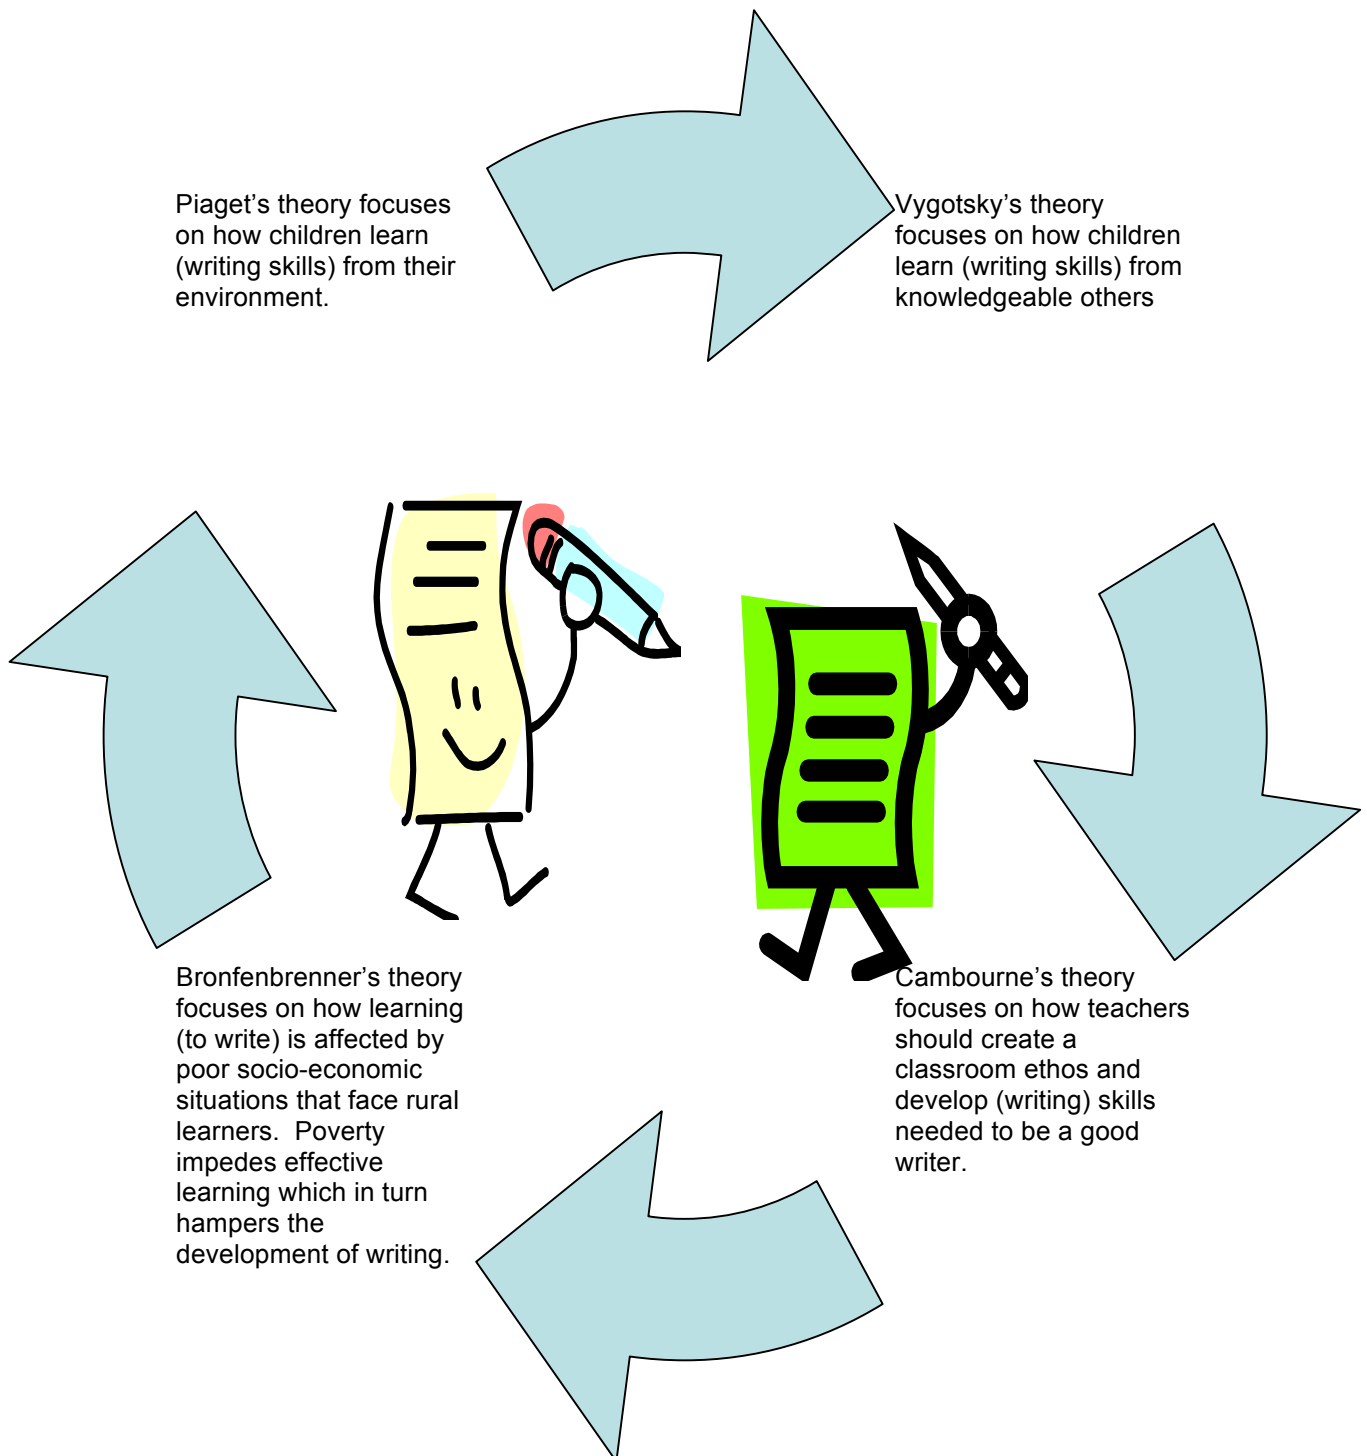 Piaget’s theory focuses
on how children learn
(writing skills) from their
environment.
Vygotsky’s theory
focuses on how children
learn (writing skills) from
knowledgeable others
Bronfenbrenner’s theory
focuses on how learning
(to write) is affected by
poor socio-economic
situations that face rural
learners.  Poverty
impedes effective
learning which in turn
hampers the
development of writing.
Cambourne’s theory
focuses on how teachers
should create a
classroom ethos and
develop (writing) skills
needed to be a good
writer.